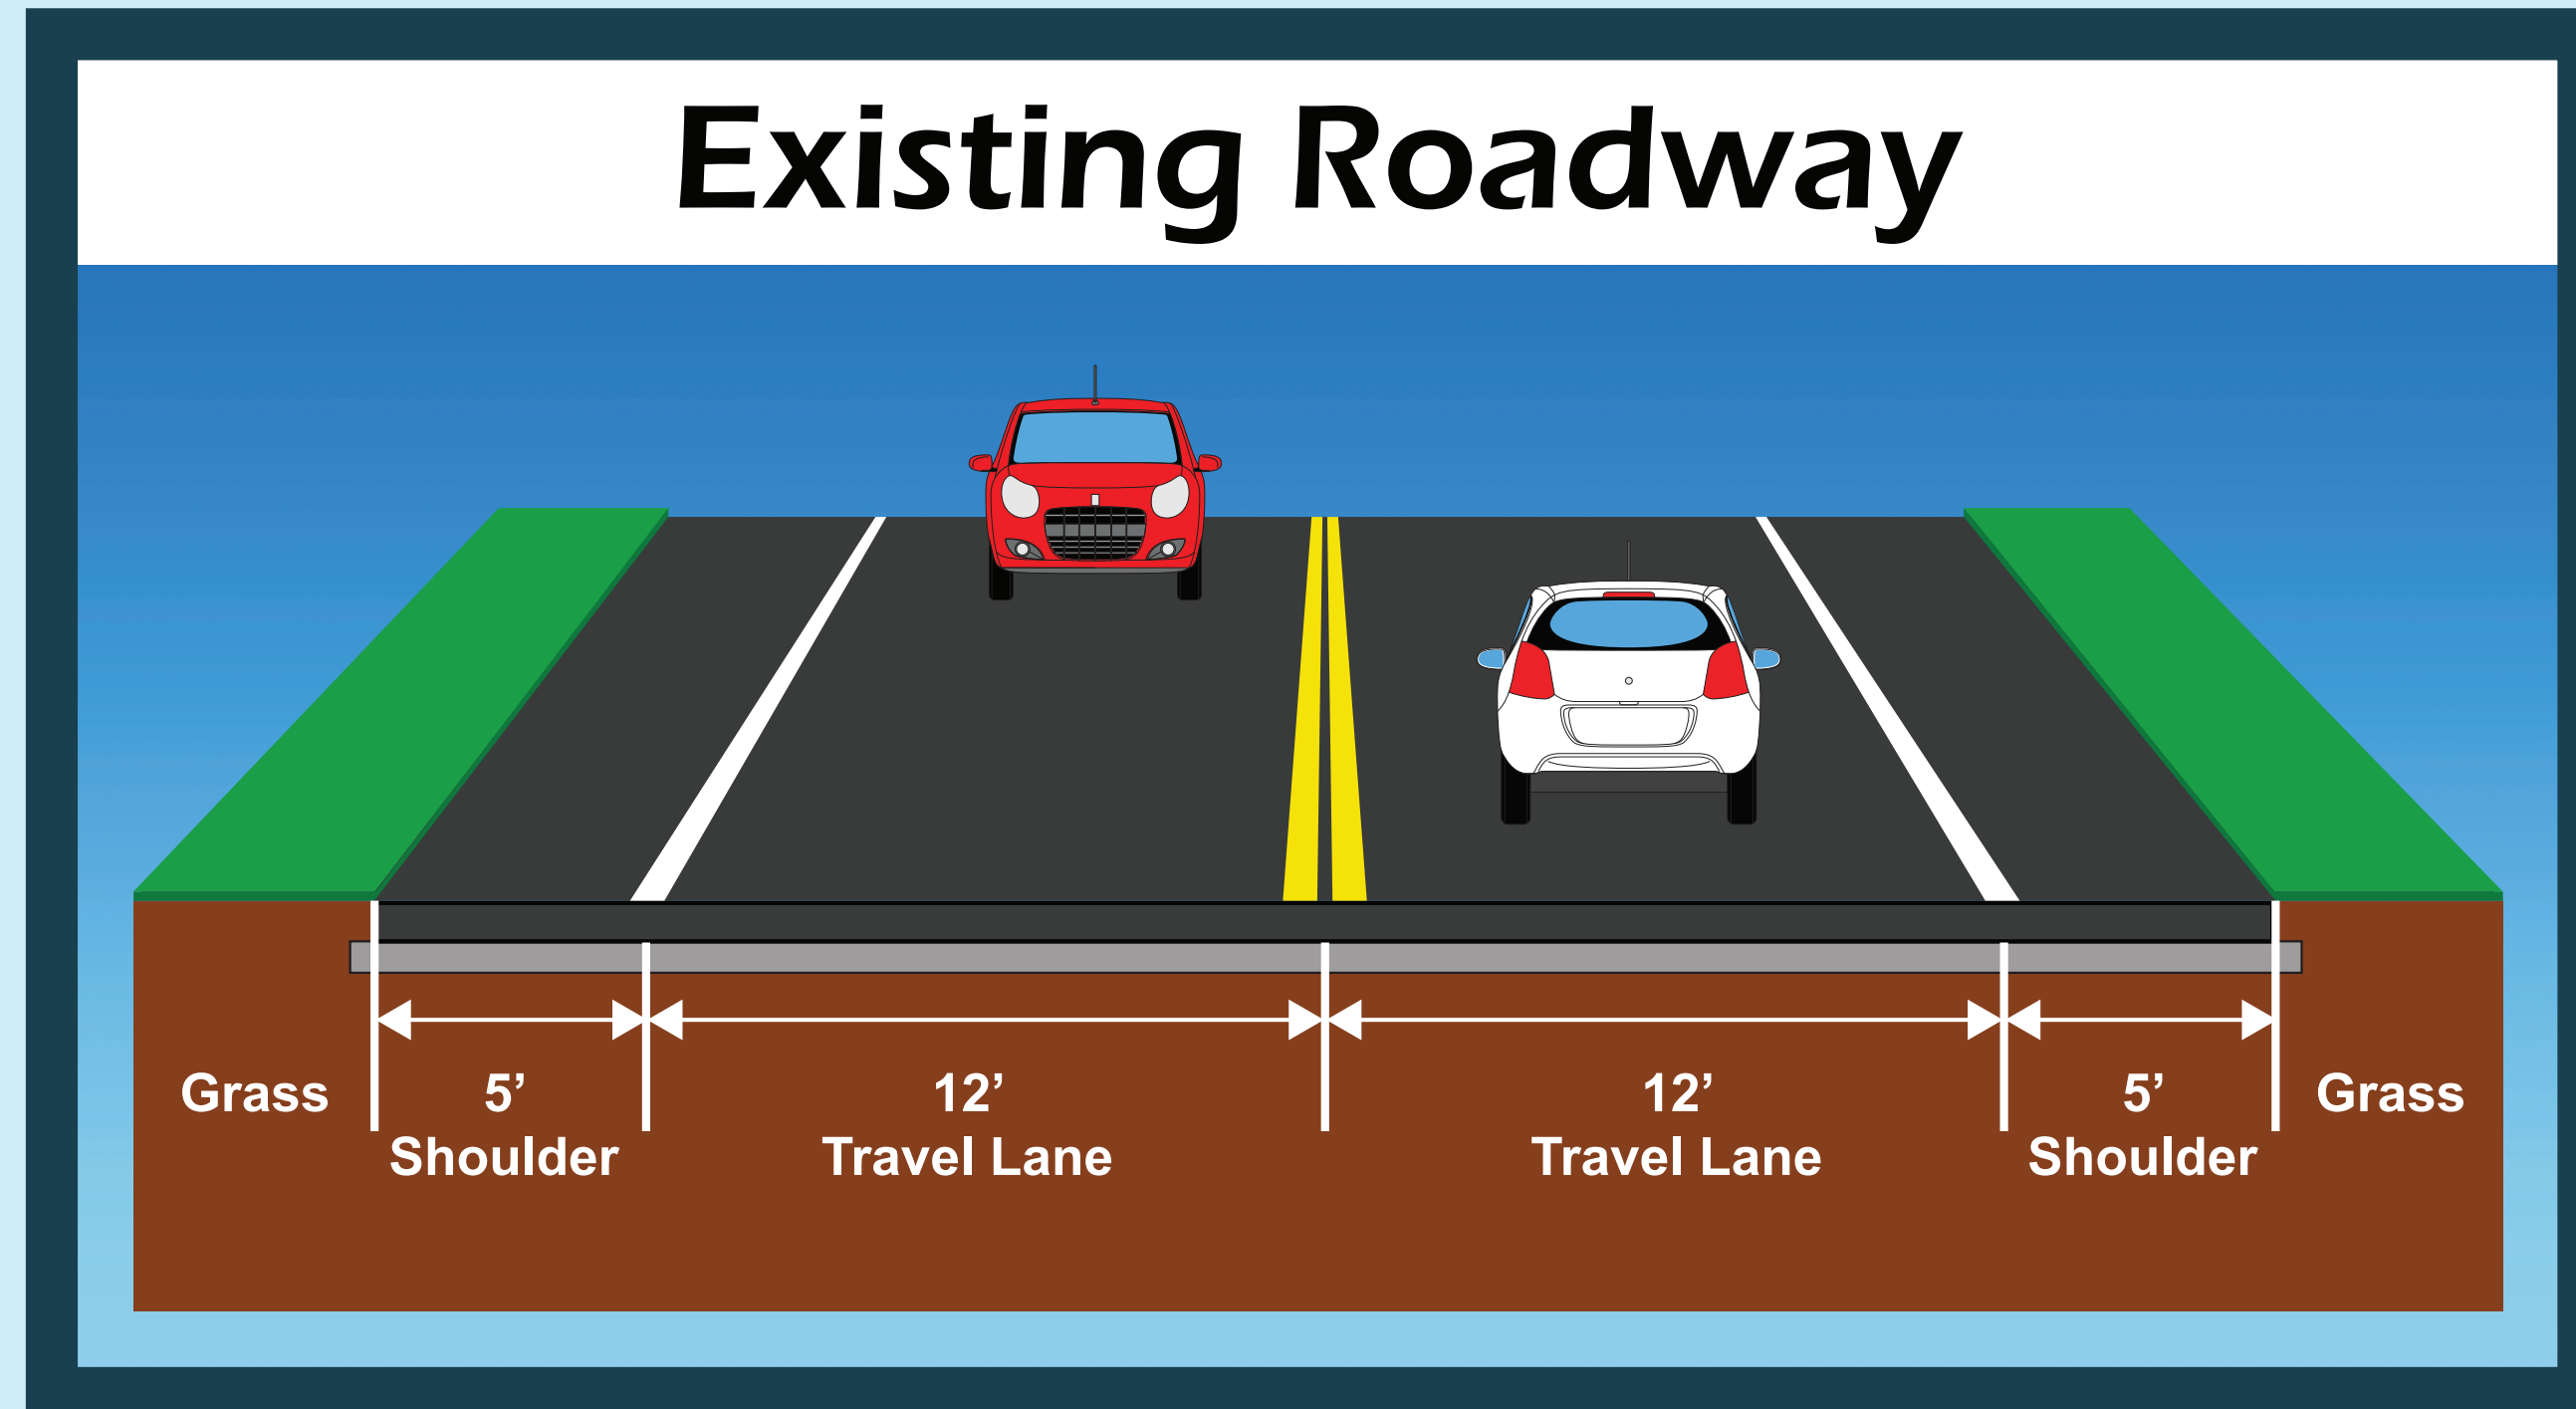 Existing Roadway
Grass
5’
Shoulder
12’
Travel Lane
12’
Travel Lane
5’
Shoulder
Grass